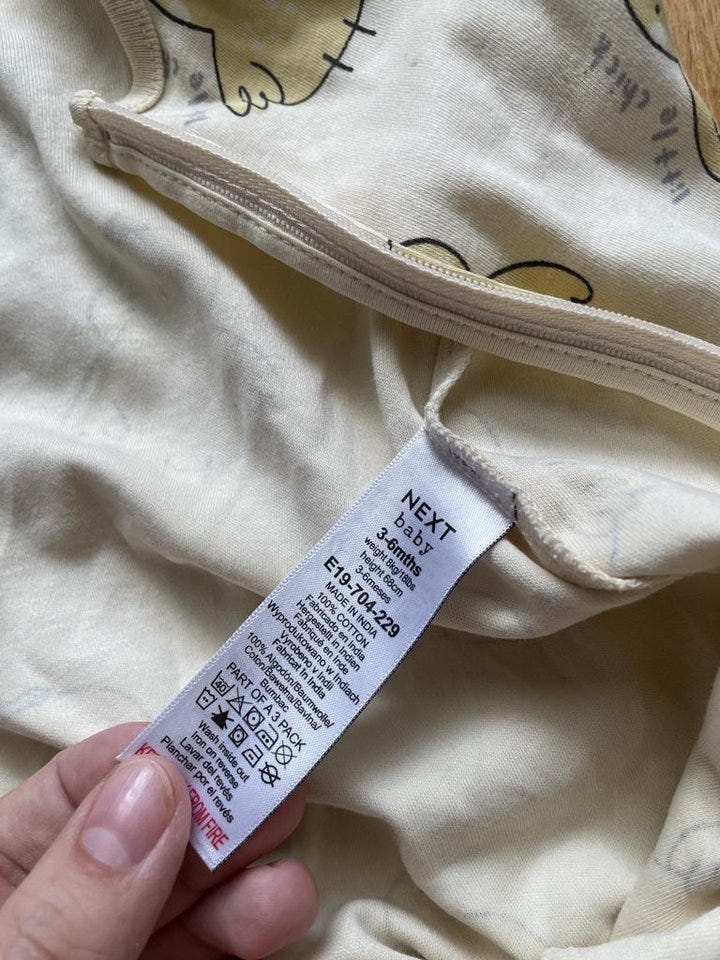 little chick
NEXT
baby
3-6mths
weight 8kg/18lbs
height 68cm
3-6meses
E19-704-229
MADE IN INDIA
100% COTTON
Fabricado en India
Hergestellt in Indien
Fabriqué en Inde
Wyprodukowano w Indiach
Vyrobeno v Indii
Fabricat în India
100% Algodón/Baumwolle/
Coton/Bawełna/Bavlna/
Bumbac
PART OF A 3 PACK
40
Wash inside out
Iron on reverse
Lavar del revés
Planchar por el revés
FROM FIRE